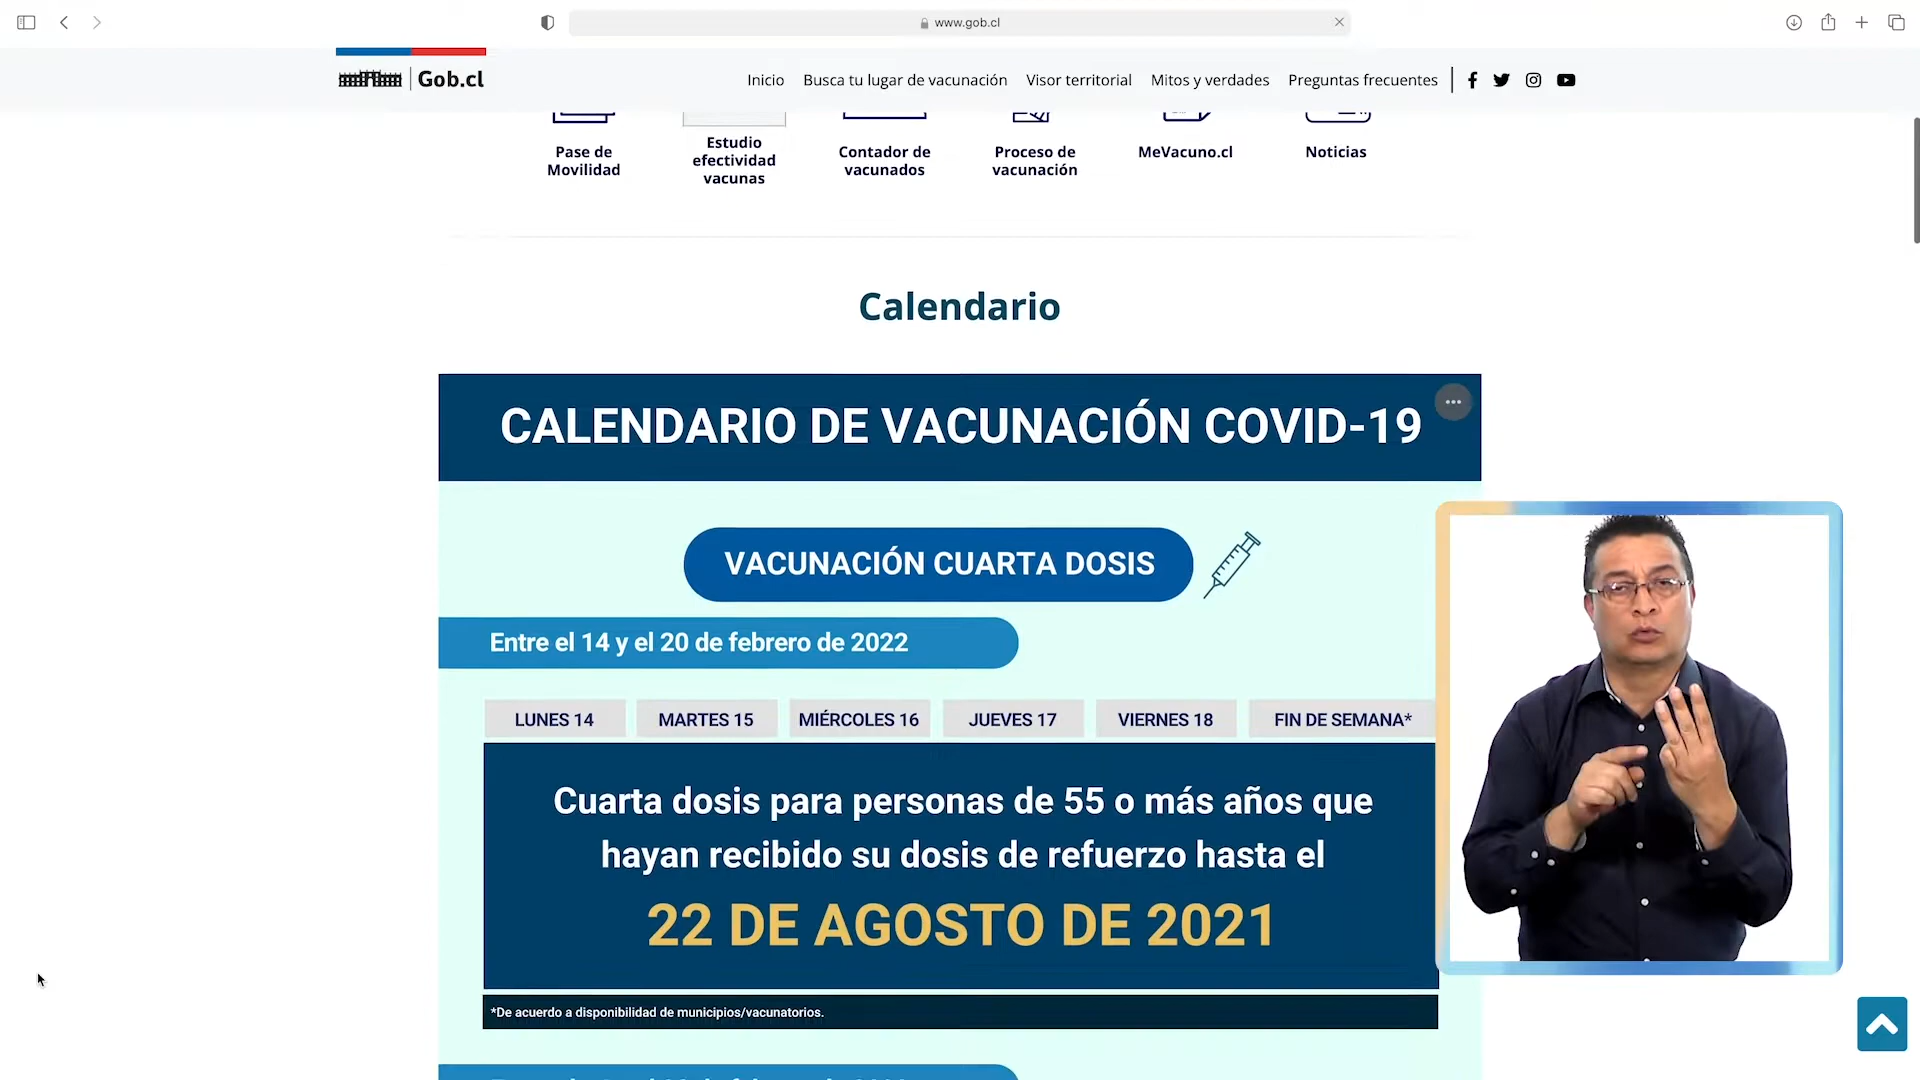 www.gob.cl
Gob.cl
Inicio Busca tu lugar de vacunación Visor territorial Mitos y verdades Preguntas frecuentes
Pase de
Movilidad
Estudio
efectividad
vacunas
Contador de
vacunados
Proceso de
vacunación
MeVacuno.cl
Noticias
Calendario
CALENDARIO DE VACUNACIÓN COVID-19
VACUNACIÓN CUARTA DOSIS
Entre el 14 y el 20 de febrero de 2022
LUNES 14 MARTES 15 MIÉRCOLES 16 JUEVES 17 VIERNES 18 FIN DE SEMANA*
Cuarta dosis para personas de 55 o más años que
hayan recibido su dosis de refuerzo hasta el
22 DE AGOSTO DE 2021
*De acuerdo a disponibilidad de municipios/vacunatorios.